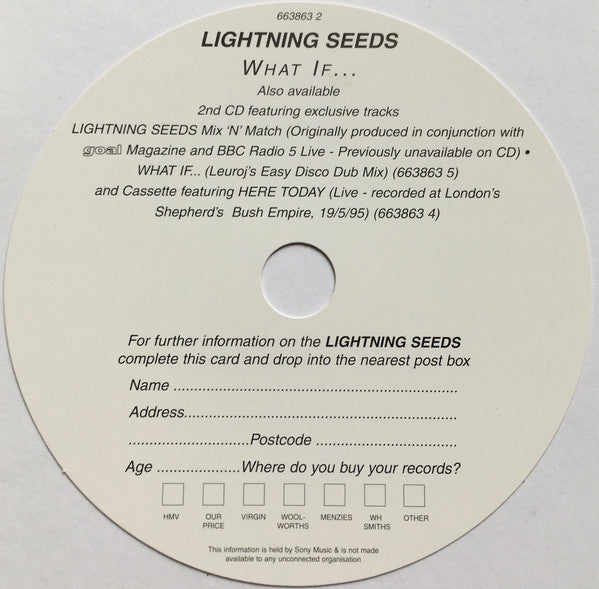 663863 2
LIGHTNING SEEDS
WHAT IF...
Also available
2nd CD featuring exclusive tracks
LIGHTNING SEEDS Mix ‘N’ Match (Originally produced in conjunction with
goal Magazine and BBC Radio 5 Live - Previously unavailable on CD) •
WHAT IF... (Leuroj’s Easy Disco Dub Mix) (663863 5)
and Cassette featuring HERE TODAY (Live - recorded at London’s
Shepherd’s Bush Empire, 19/5/95) (663863 4)
For further information on the LIGHTNING SEEDS
complete this card and drop into the nearest post box
Name ..................................................................
Address...............................................................
............................Postcode .................................
Age ....................Where do you buy your records?
HMV OUR PRICE VIRGIN WOOL-WORTHS MENZIES WH SMITHS OTHER
This information is held by Sony Music & is not made
available to any unconnected organisation